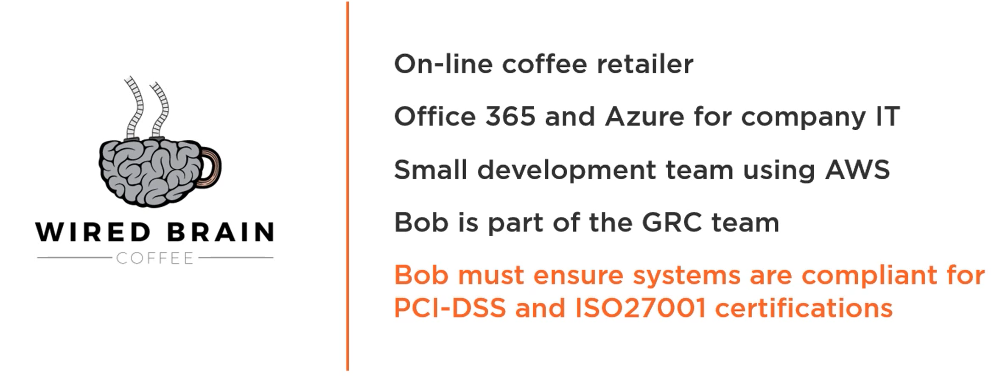 WIRED BRAIN
COFFEE
On-line coffee retailer
Office 365 and Azure for company IT
Small development team using AWS
Bob is part of the GRC team
Bob must ensure systems are compliant for
PCI-DSS and ISO27001 certifications